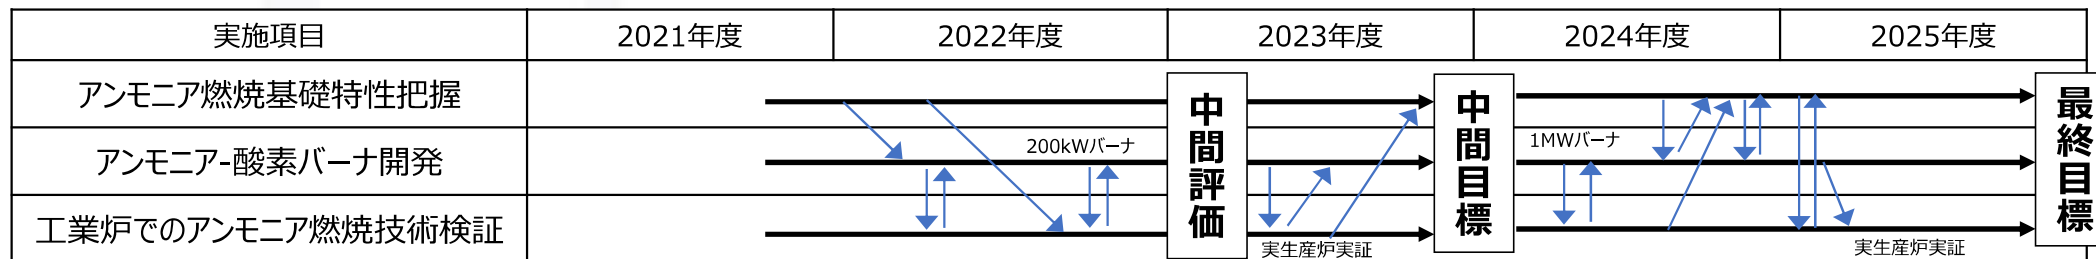 実施項目 2021年度 2022年度 2023年度 2024年度 2025年度
アンモニア燃焼基礎特性把握
アンモニア-酸素バーナ開発
工業炉でのアンモニア燃焼技術検証
200kWバーナ
中間評価
実生産炉実証
中間目標
1MWバーナ
実生産炉実証
最終目標